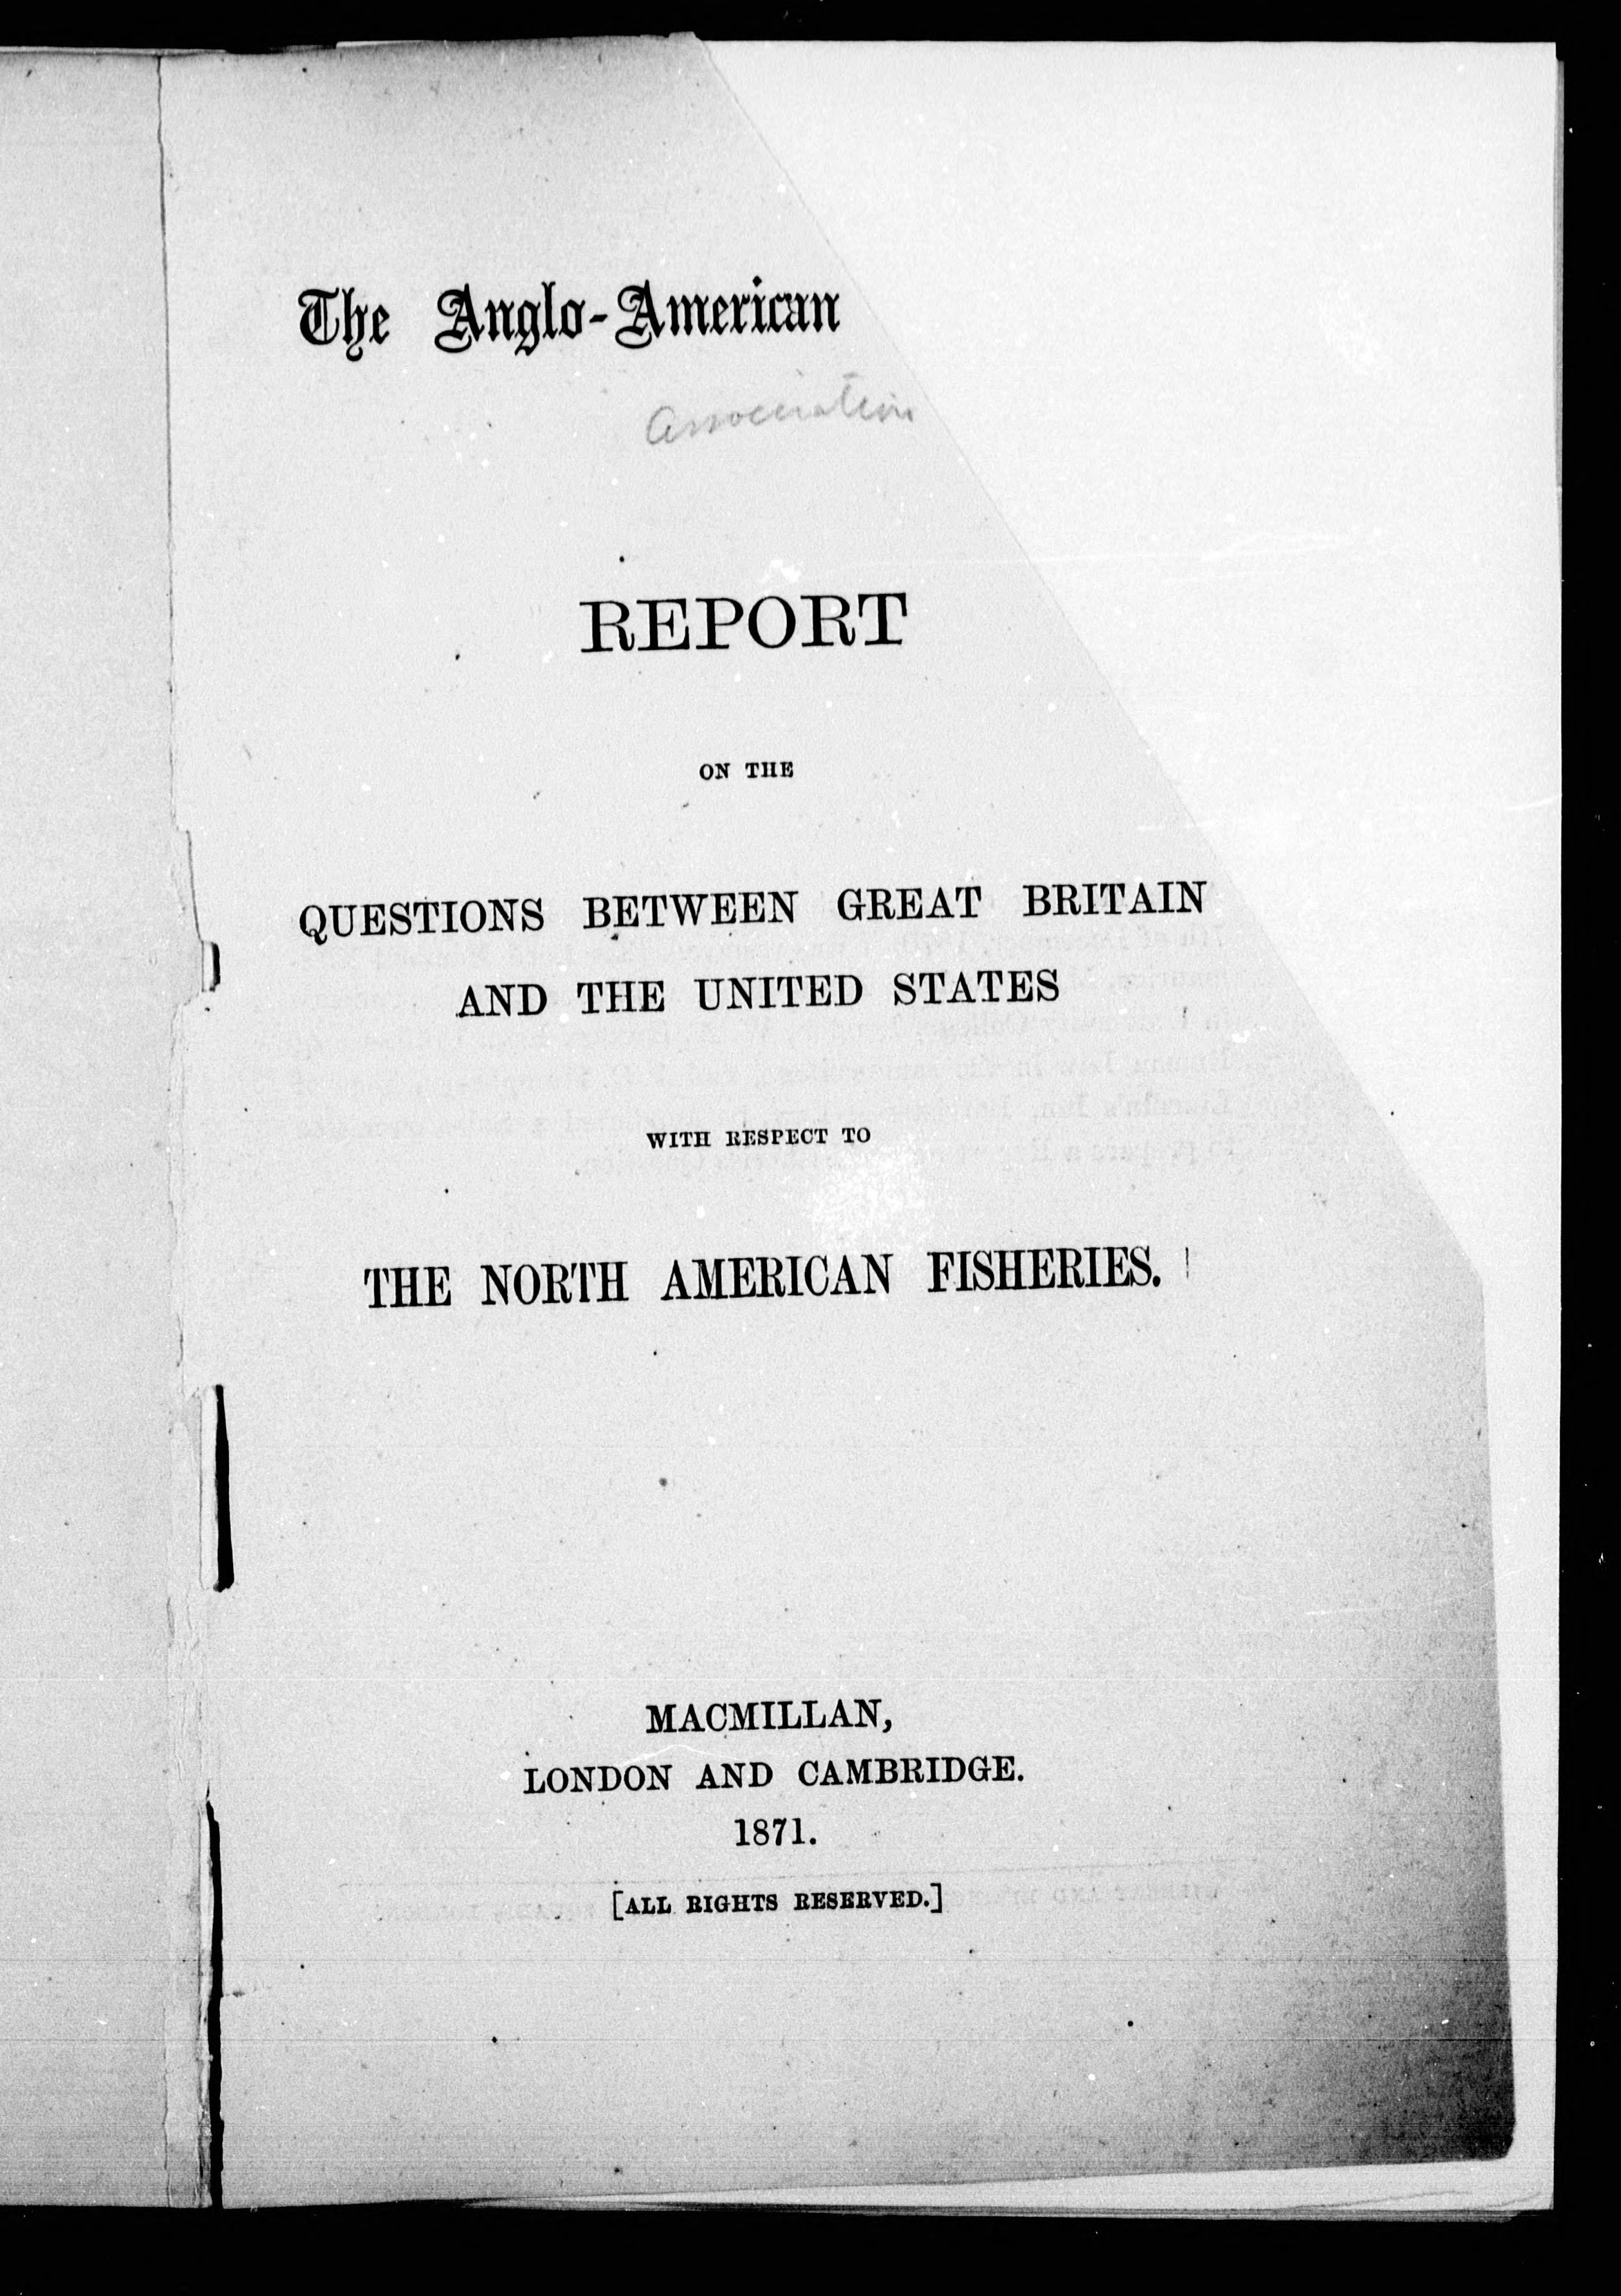 The Anglo-American
Association
REPORT
ON THE
QUESTIONS BETWEEN GREAT BRITAIN
AND THE UNITED STATES
WITH RESPECT TO
THE NORTH AMERICAN FISHERIES.
MACMILLAN,
LONDON AND CAMBRIDGE.
1871.
[ALL RIGHTS RESERVED.]